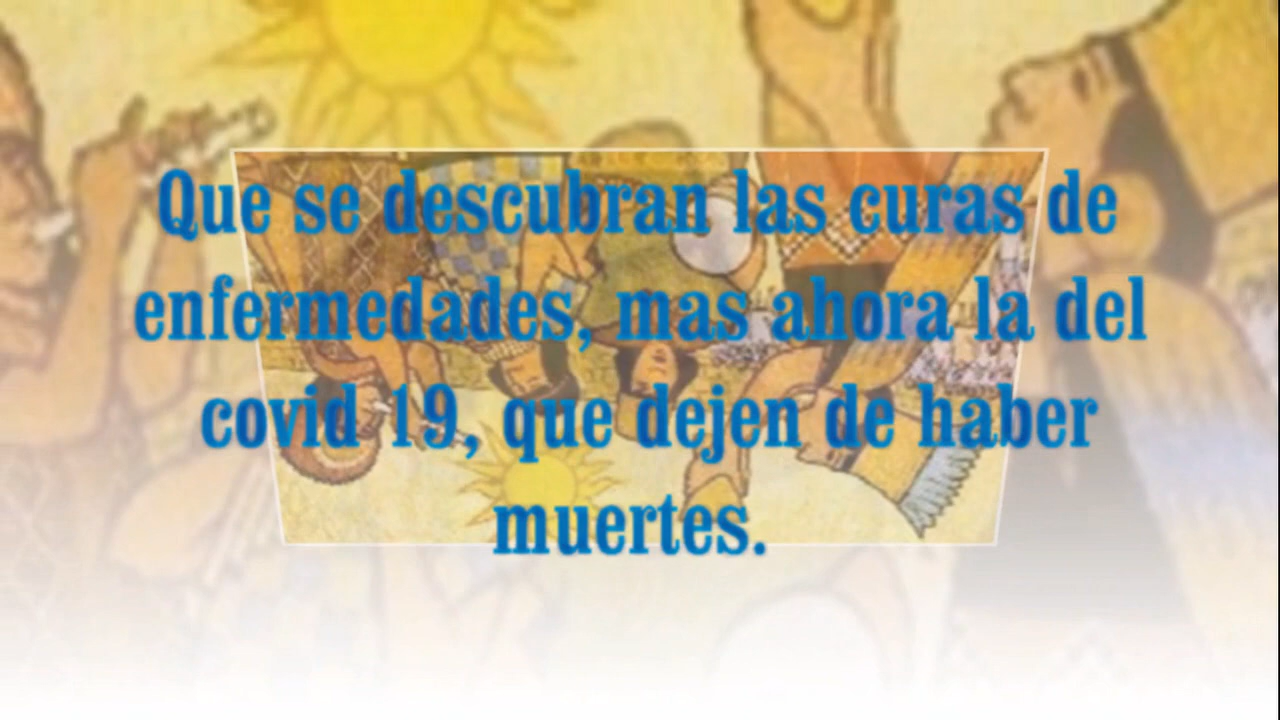 Que se descubran las curas de
enfermedades, mas ahora la del
covid 19, que dejen de haber
muertes.